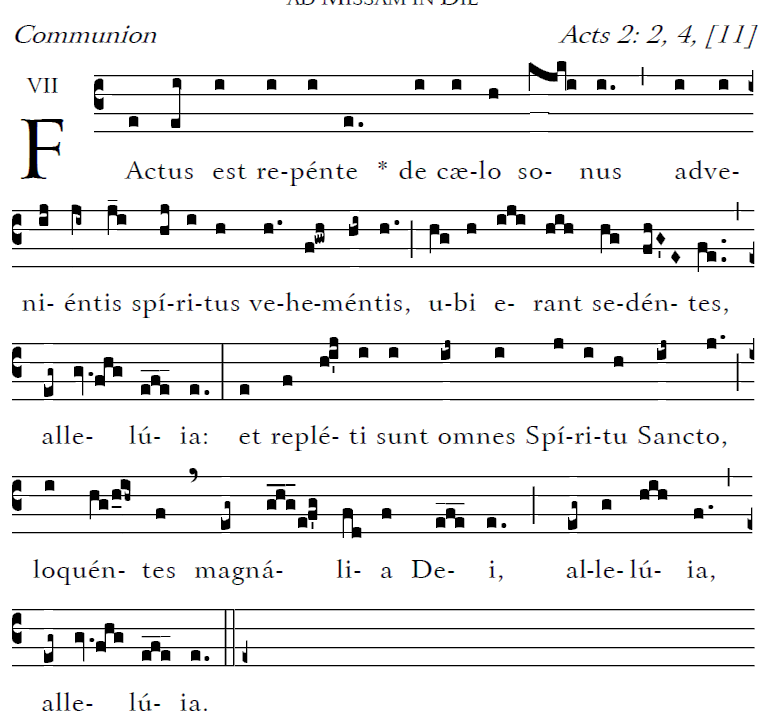 AD MISSAM IN DIE
Communion Acts 2: 2, 4, [11]
VII
FActus est re-pénte * de cæ-lo so- nus adve-
ni- éntis spí-ri-tus ve-he-méntis, u-bi e- rant se-dén- tes,
alle- lú- ia: et replé- ti sunt omnes Spí-ri-tu Sancto,
loquén- tes magná- li- a De- i, al-le-lú- ia,
alle- lú- ia.